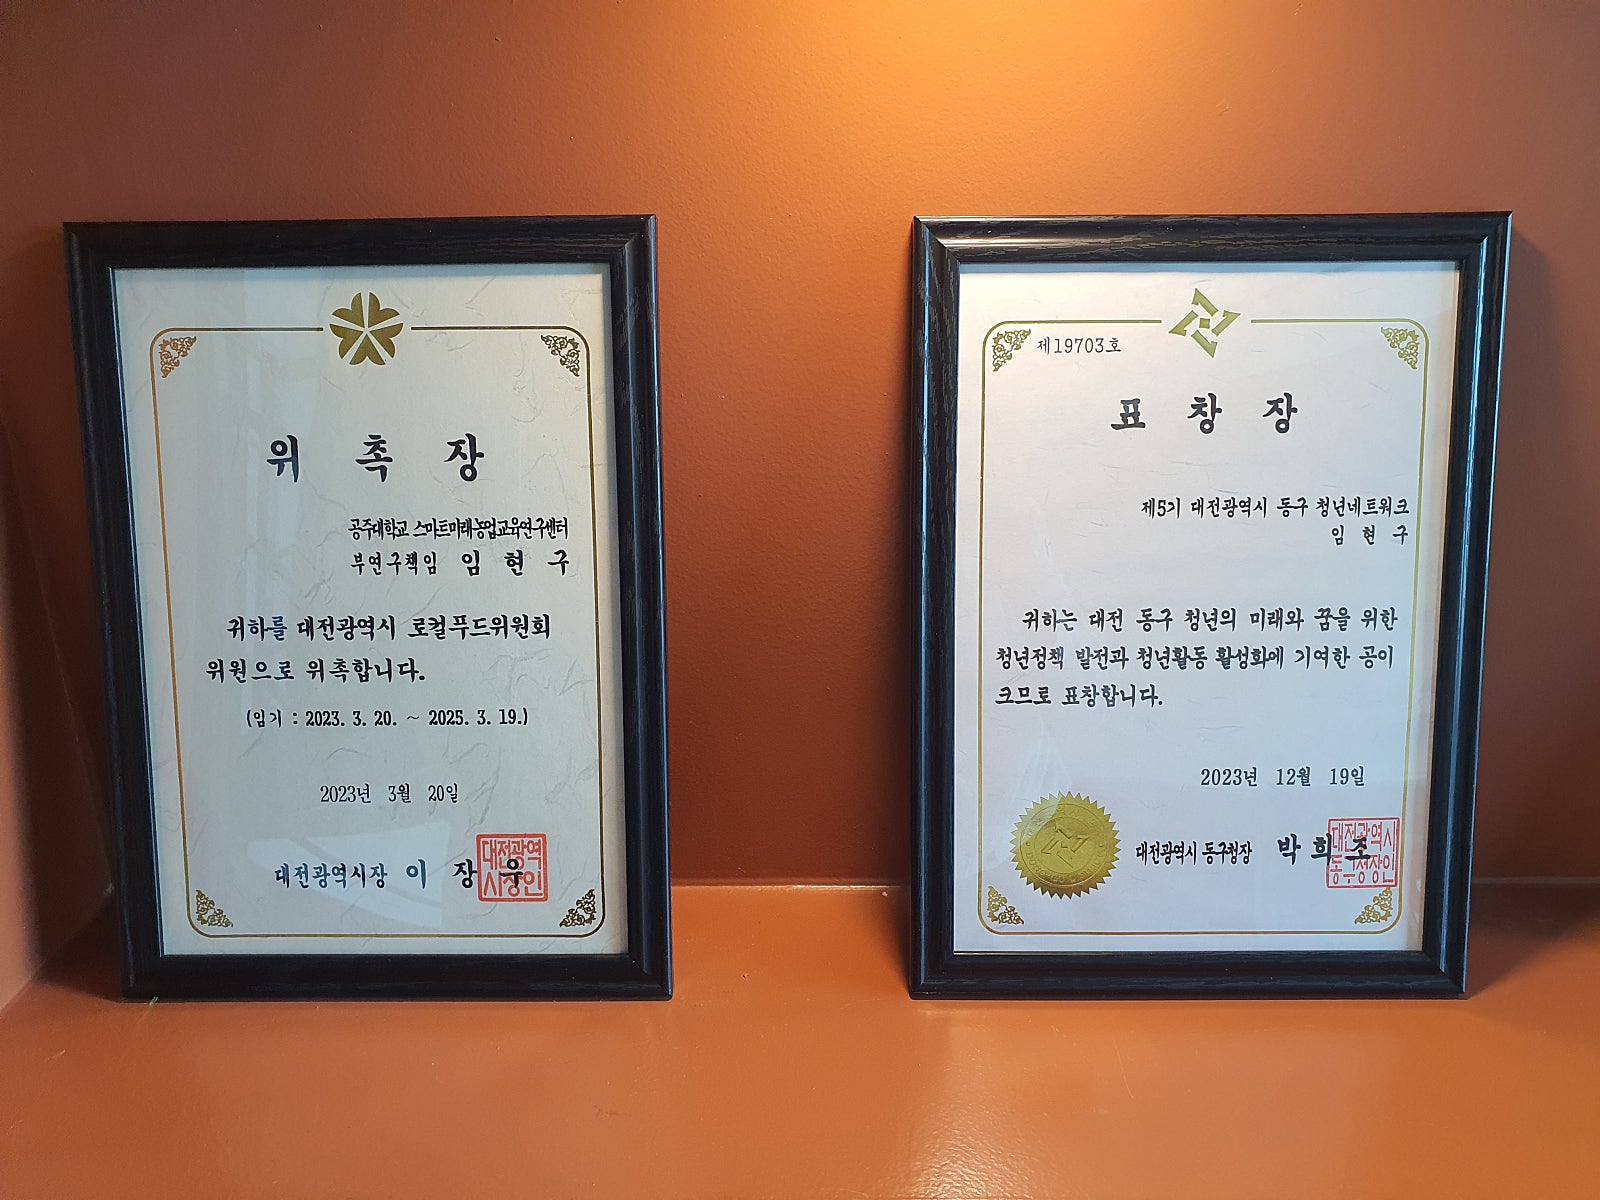 위 촉 장
공주대학교 스마트미래농업교육연구센터
부연구책임 임 현 구
귀하를 대전광역시 로컬푸드위원회
위원으로 위촉합니다.
(임기 : 2023. 3. 20. ~ 2025. 3. 19.)
2023년 3월 20일
대전광역시장 이 장 우
대전광역
시장인
제19703호
표 창 장
제5기 대전광역시 동구 청년네트워크
임 현 구
귀하는 대전 동구 청년의 미래와 꿈을 위한
청년정책 발전과 청년활동 활성화에 기여한 공이
크므로 표창합니다.
2023년 12월 19일
대전광역시 동구청장 박 희 조
대전광역시
동구청장인